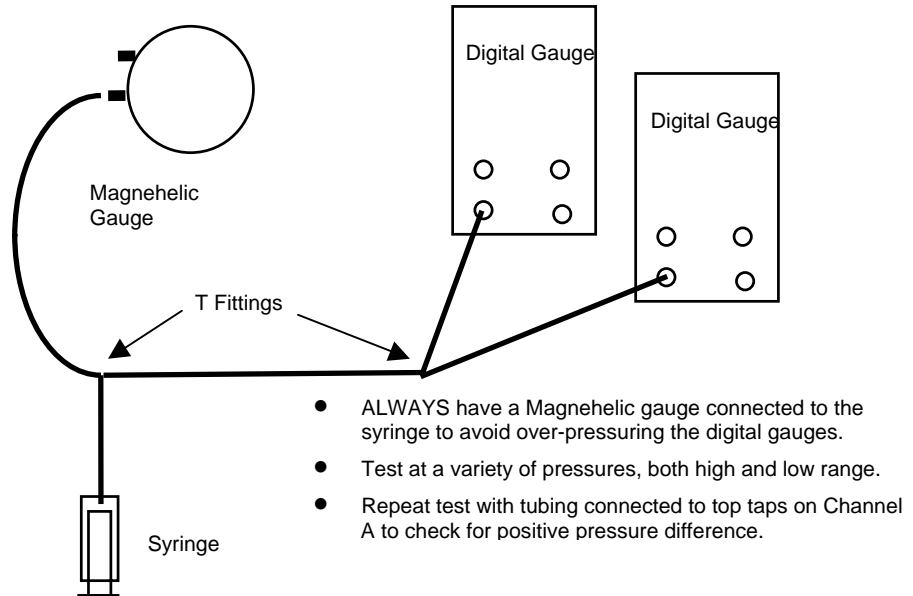 Digital Gauge
Digital Gauge
Magnehelic
Gauge
T Fittings
● ALWAYS have a Magnehelic gauge connected to the
syringe to avoid over-pressuring the digital gauges.
● Test at a variety of pressures, both high and low range.
● Repeat test with tubing connected to top taps on Channel
A to check for positive pressure difference.
Syringe